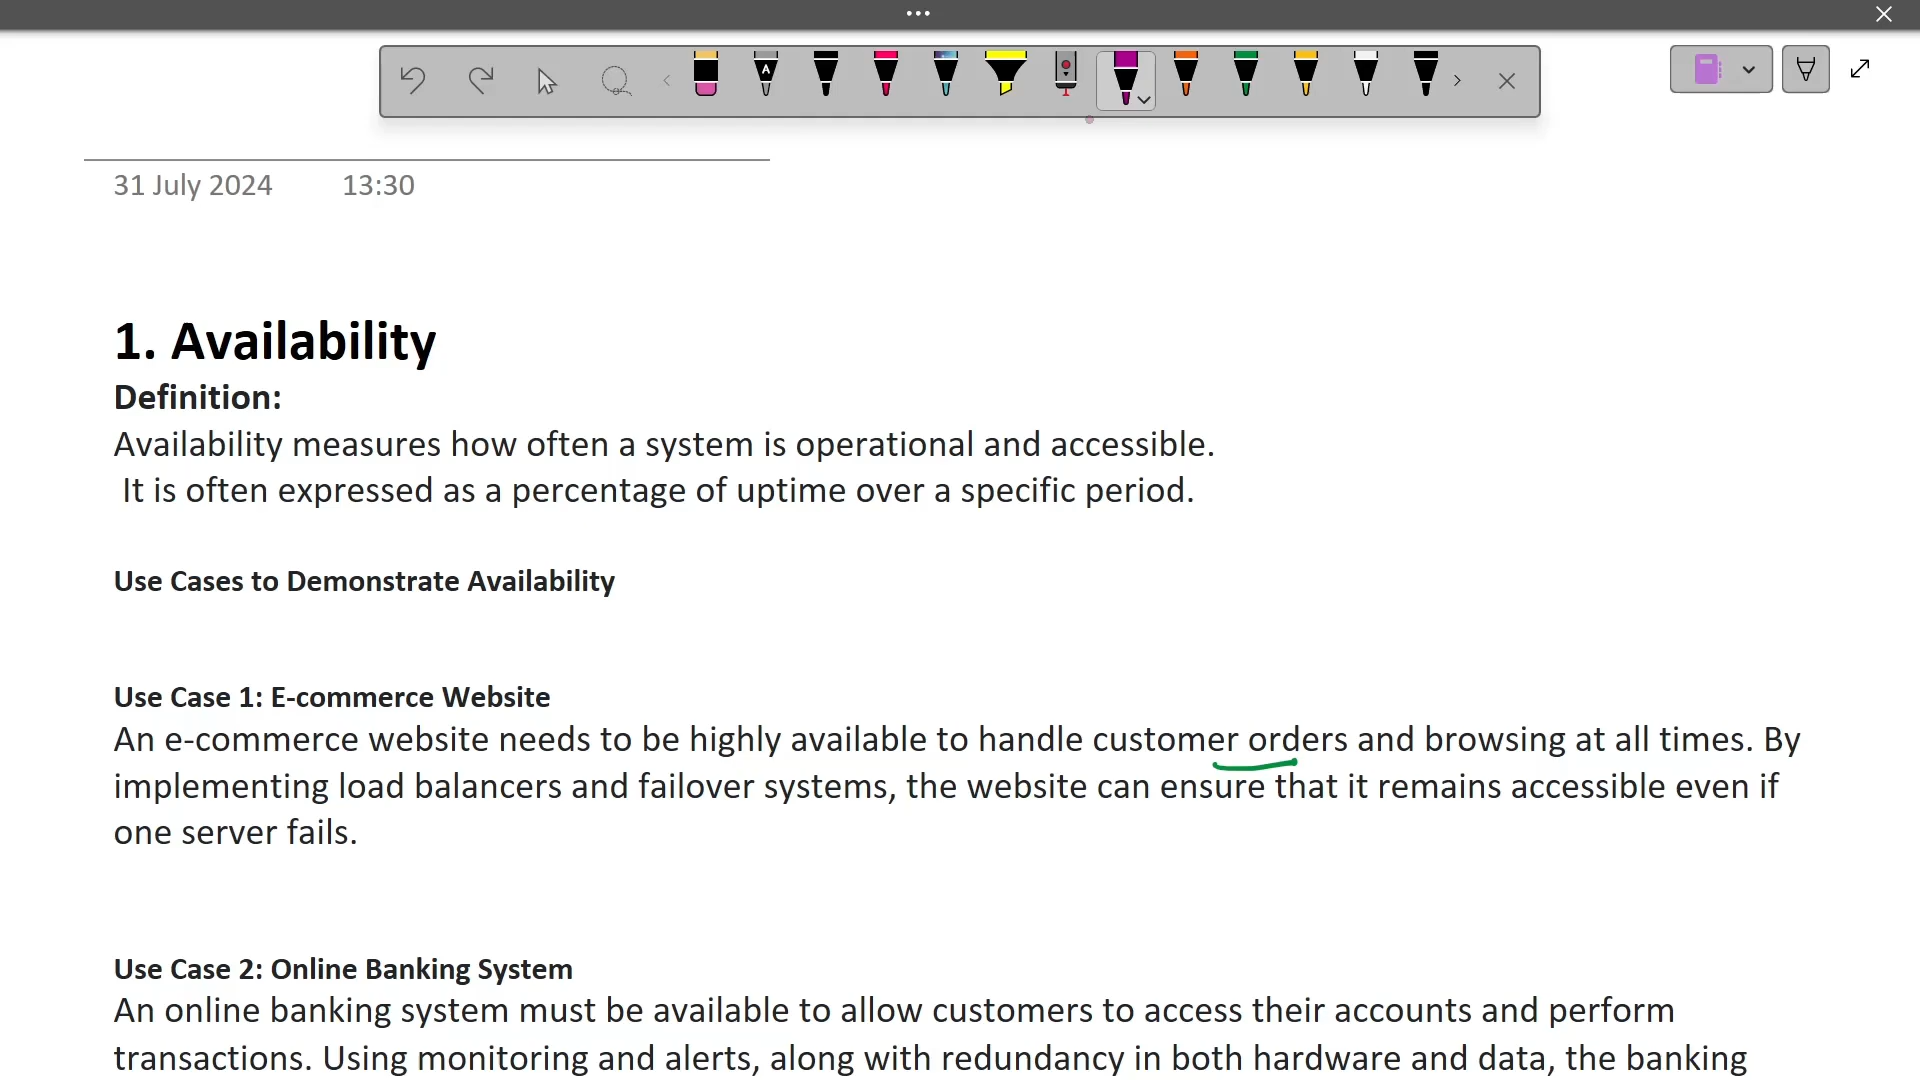 31 July 2024 13:30
1. Availability
Definition:
Availability measures how often a system is operational and accessible.
It is often expressed as a percentage of uptime over a specific period.
Use Cases to Demonstrate Availability
Use Case 1: E-commerce Website
An e-commerce website needs to be highly available to handle customer orders and browsing at all times. By
implementing load balancers and failover systems, the website can ensure that it remains accessible even if
one server fails.
Use Case 2: Online Banking System
An online banking system must be available to allow customers to access their accounts and perform
transactions. Using monitoring and alerts, along with redundancy in both hardware and data, the banking